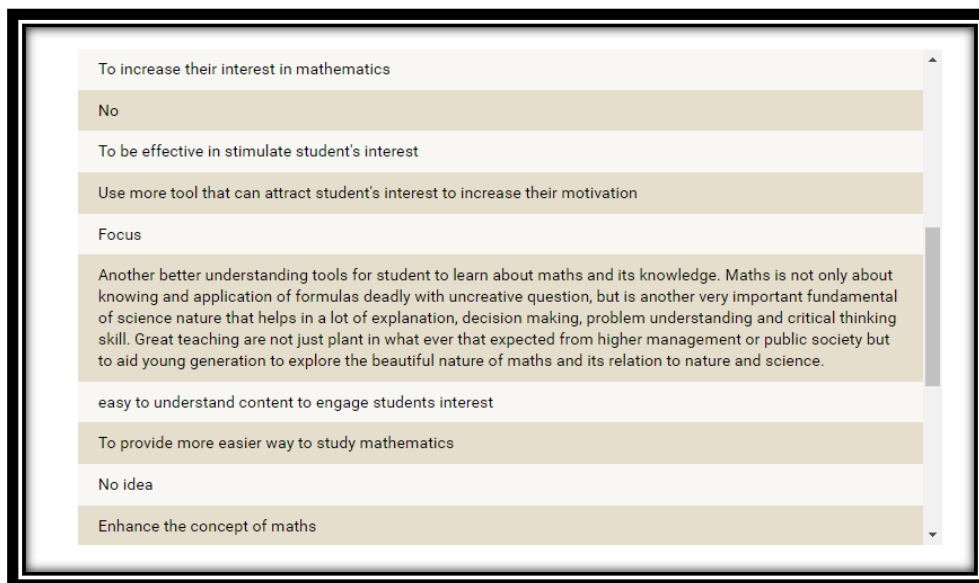 To increase their interest in mathematics
No
To be effective in stimulate student's interest
Use more tool that can attract student's interest to increase their motivation
Focus
Another better understanding tools for student to learn about maths and its knowledge. Maths is not only about
knowing and application of formulas deadly with uncreative question, but is another very important fundamental
of science nature that helps in a lot of explanation, decision making, problem understanding and critical thinking
skill. Great teaching are not just plant in what ever that expected from higher management or public society but
to aid young generation to explore the beautiful nature of maths and its relation to nature and science.
easy to understand content to engage students interest
To provide more easier way to study mathematics
No idea
Enhance the concept of maths